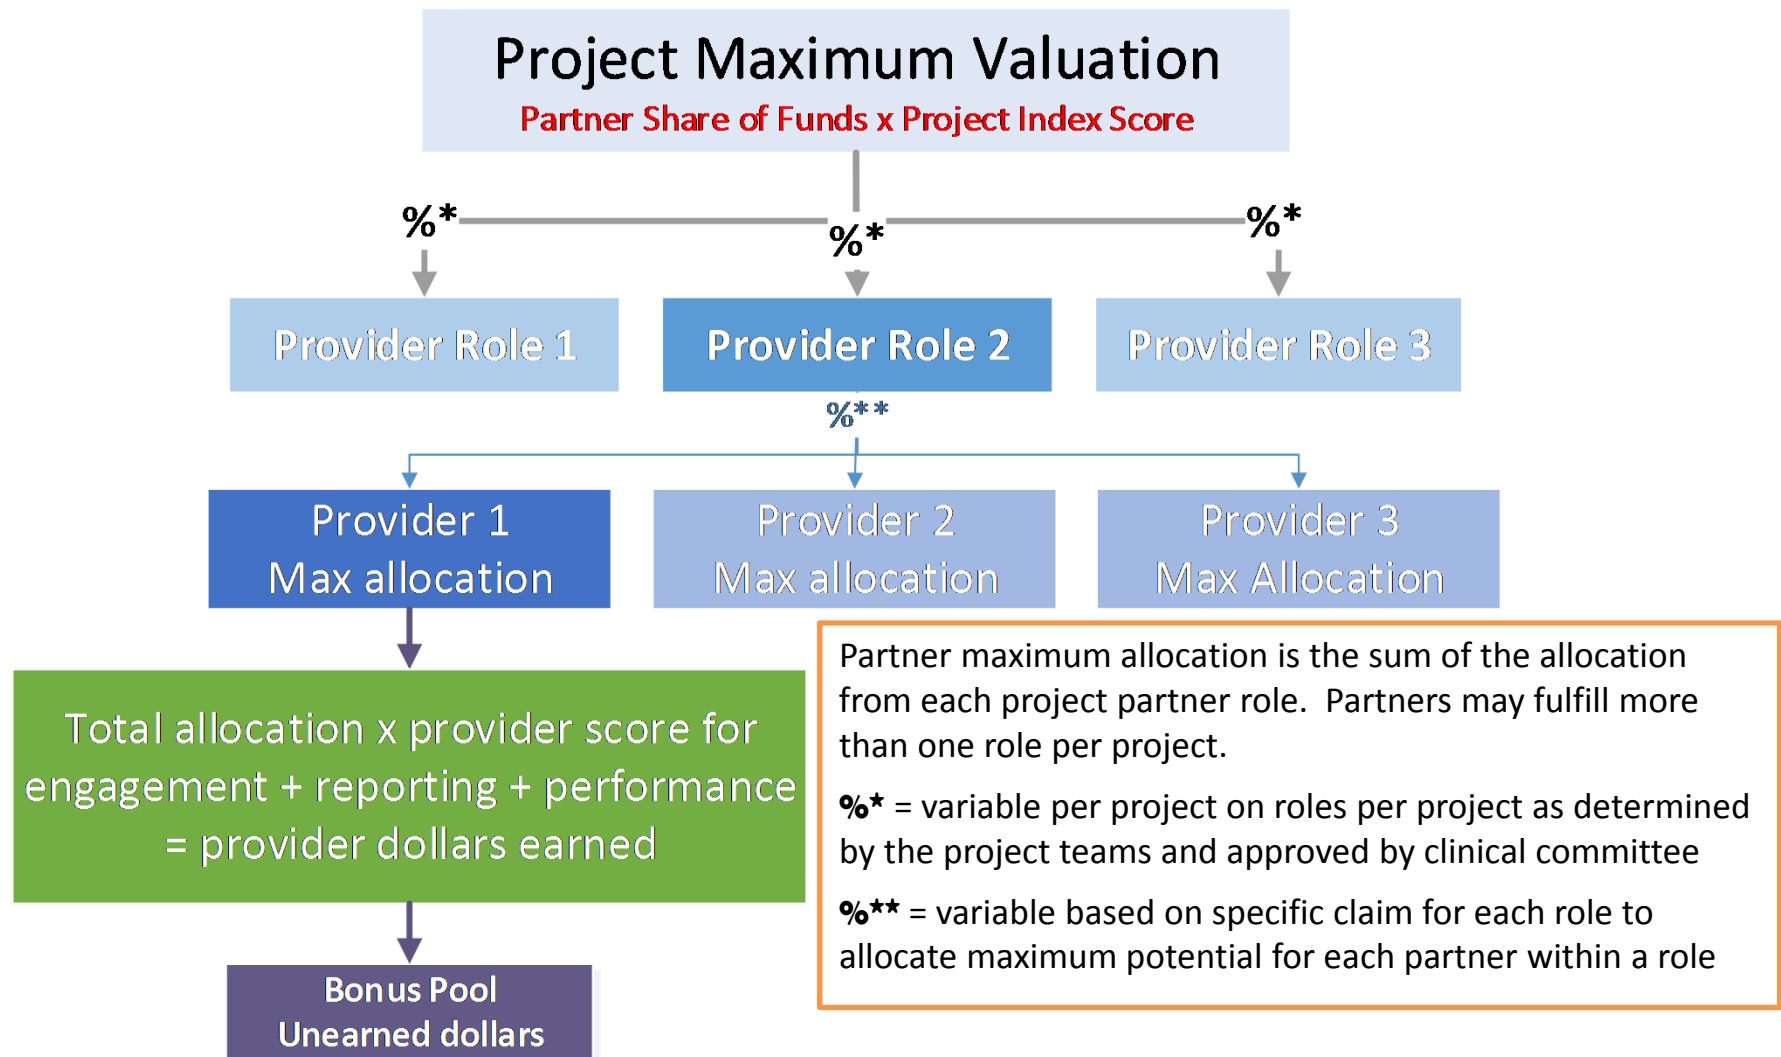 Project Maximum Valuation
Partner Share of Funds x Project Index Score
%*
%*
%*
Provider Role 1
Provider Role 2
Provider Role 3
%**
Provider 1
Max allocation
Provider 2
Max allocation
Provider 3
Max Allocation
Total allocation x provider score for
engagement + reporting + performance
= provider dollars earned
Bonus Pool
Unearned dollars
Partner maximum allocation is the sum of the allocation
from each project partner role.  Partners may fulfill more
than one role per project.
%* = variable per project on roles per project as determined
by the project teams and approved by clinical committee
%** = variable based on specific claim for each role to
allocate maximum potential for each partner within a role